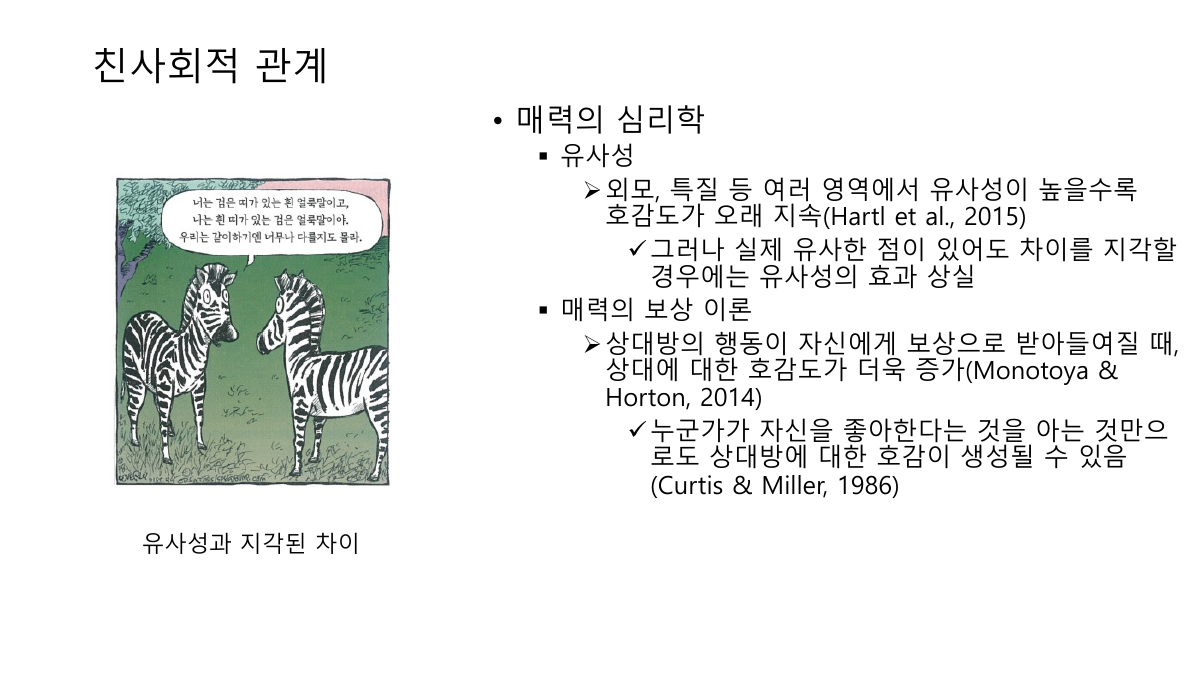 친사회적 관계
• 매력의 심리학
▪ 유사성
➢외모, 특질 등 여러 영역에서 유사성이 높을수록
호감도가 오래 지속(Hartl et al., 2015)
✓그러나 실제 유사한 점이 있어도 차이를 지각할
경우에는 유사성의 효과 상실
▪ 매력의 보상 이론
➢상대방의 행동이 자신에게 보상으로 받아들여질 때,
상대에 대한 호감도가 더욱 증가(Monotoya &
Horton, 2014)
✓누군가가 자신을 좋아한다는 것을 아는 것만으
로도 상대방에 대한 호감이 생성될 수 있음
(Curtis & Miller, 1986)
너는 검은 띠가 있는 흰 얼룩말이고,
나는 흰 띠가 있는 검은 얼룩말이야.
우리는 같이하기엔 너무나 다를지도 몰라.
유사성과 지각된 차이